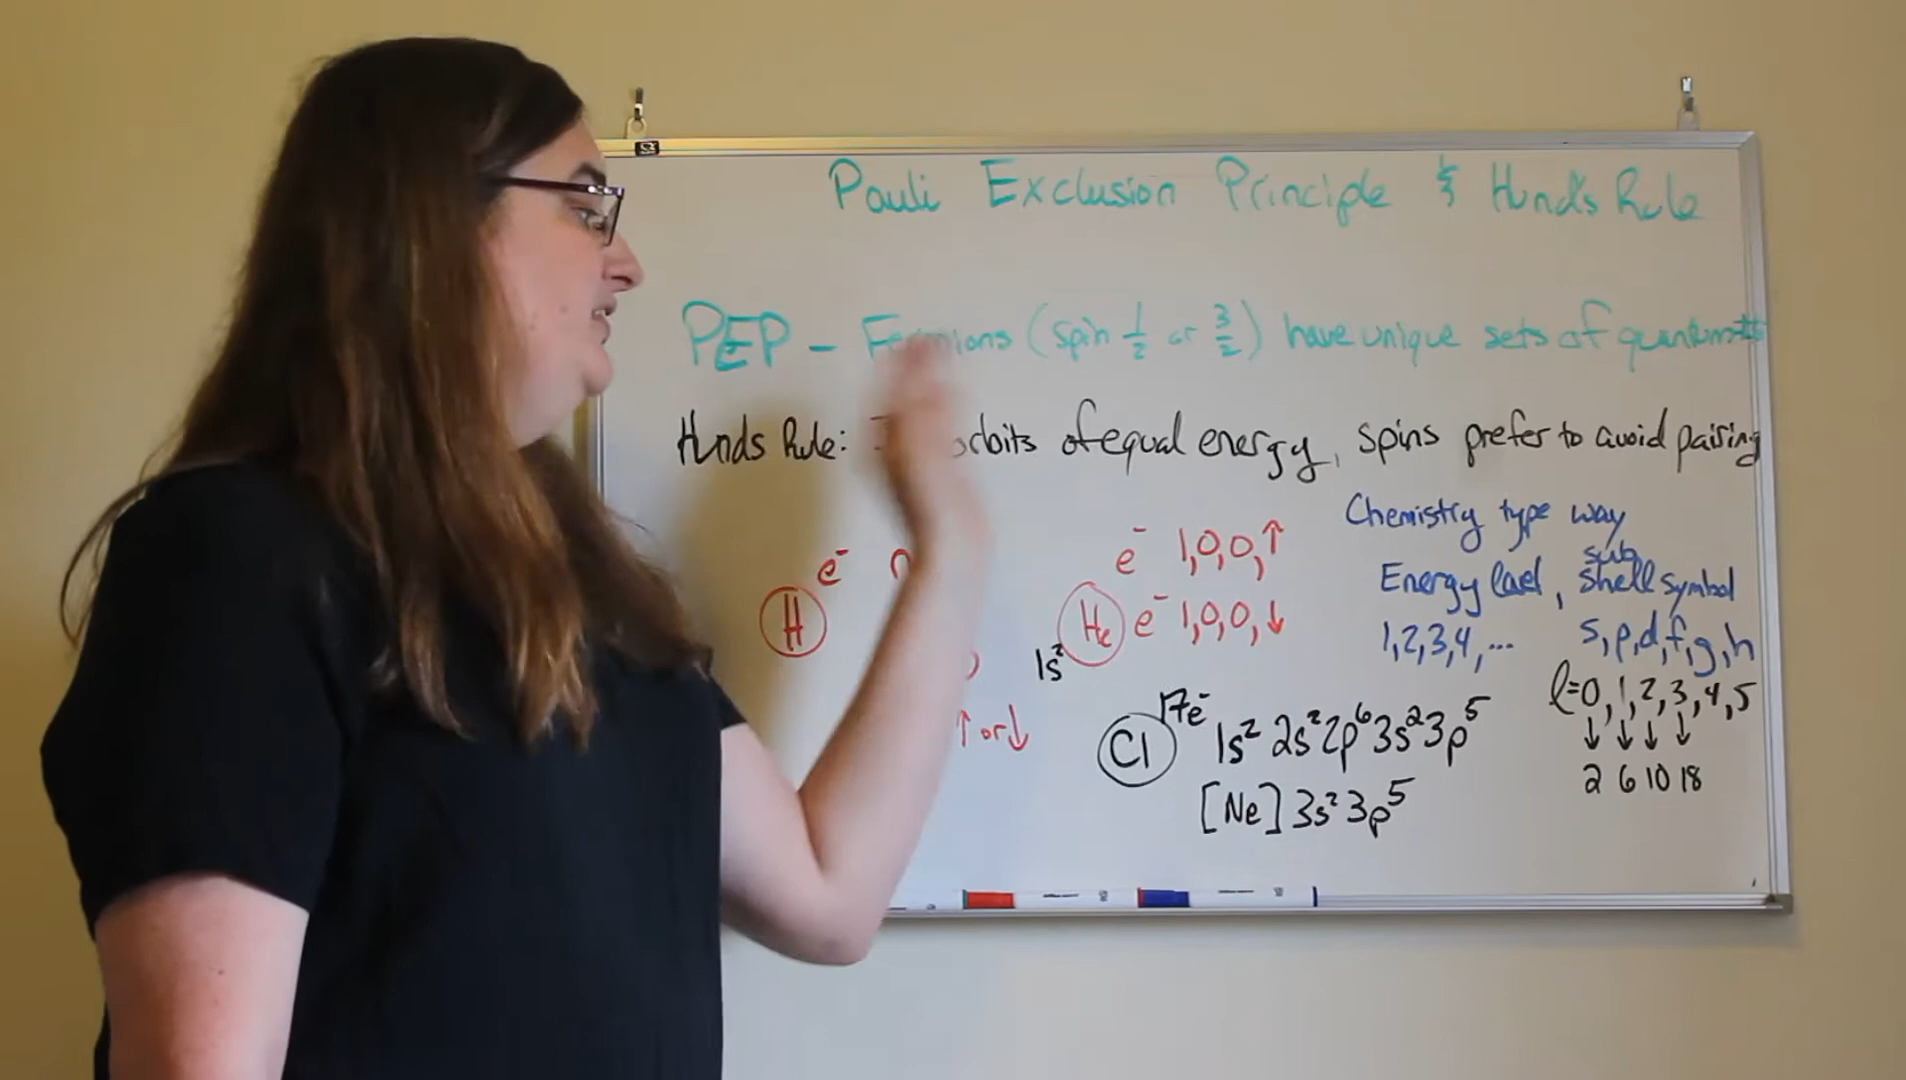 Pauli Exclusion Principle & Hund's Rule
PEP - Fermions (spin 1/2 or 3/2) have unique sets of quantum #s
Hunds Rule: orbits of equal energy, spins prefer to avoid pairing
H e⁻
↑ or ↓
e⁻ 1,0,0,↑
He e⁻ 1,0,0,↓
1s²
Chemistry type way
Energy level, subshell symbol
1,2,3,4,... s,p,d,f,g,h
l=0,1,2,3,4,5
↓ ↓ ↓ ↓
2 6 10 18
Cl 17e⁻ 1s² 2s² 2p⁶ 3s² 3p⁵
[Ne] 3s² 3p⁵